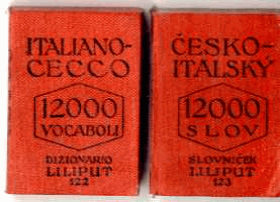 ITALIANO-
CECCO
12000
VOCABOLI
DIZIONARIO
LILIPUT
122
ČESKO-
ITALSKÝ
12000
SLOV
SLOVNÍČEK
LILIPUT
123